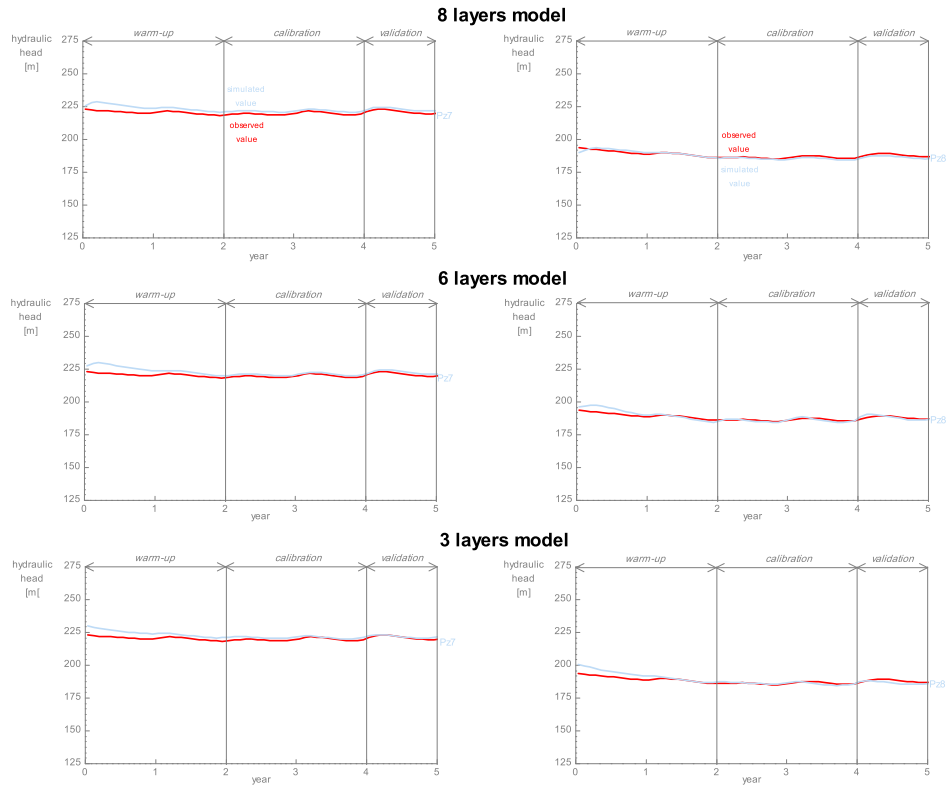 8 layers model
hydraulic
head
[m]
warm-up calibration validation
275
250
225
200
175
150
125
simulated
value
observed
value
Pz7
0 1 2 3 4 5
year
hydraulic
head
[m]
warm-up calibration validation
275
250
225
200
175
150
125
observed
value
simulated
value
Pz8
0 1 2 3 4 5
year
6 layers model
hydraulic
head
[m]
warm-up calibration validation
275
250
225
200
175
150
125
Pz7
0 1 2 3 4 5
year
hydraulic
head
[m]
warm-up calibration validation
275
250
225
200
175
150
125
Pz8
0 1 2 3 4 5
year
3 layers model
hydraulic
head
[m[
warm-up calibration validation
275
250
225
200
175
150
125
Pz7
0 1 2 3 4 5
year
hydraulic
head
[m]
warm-up calibration validation
275
250
225
200
175
150
125
Pz8
0 1 2 3 4 5
year